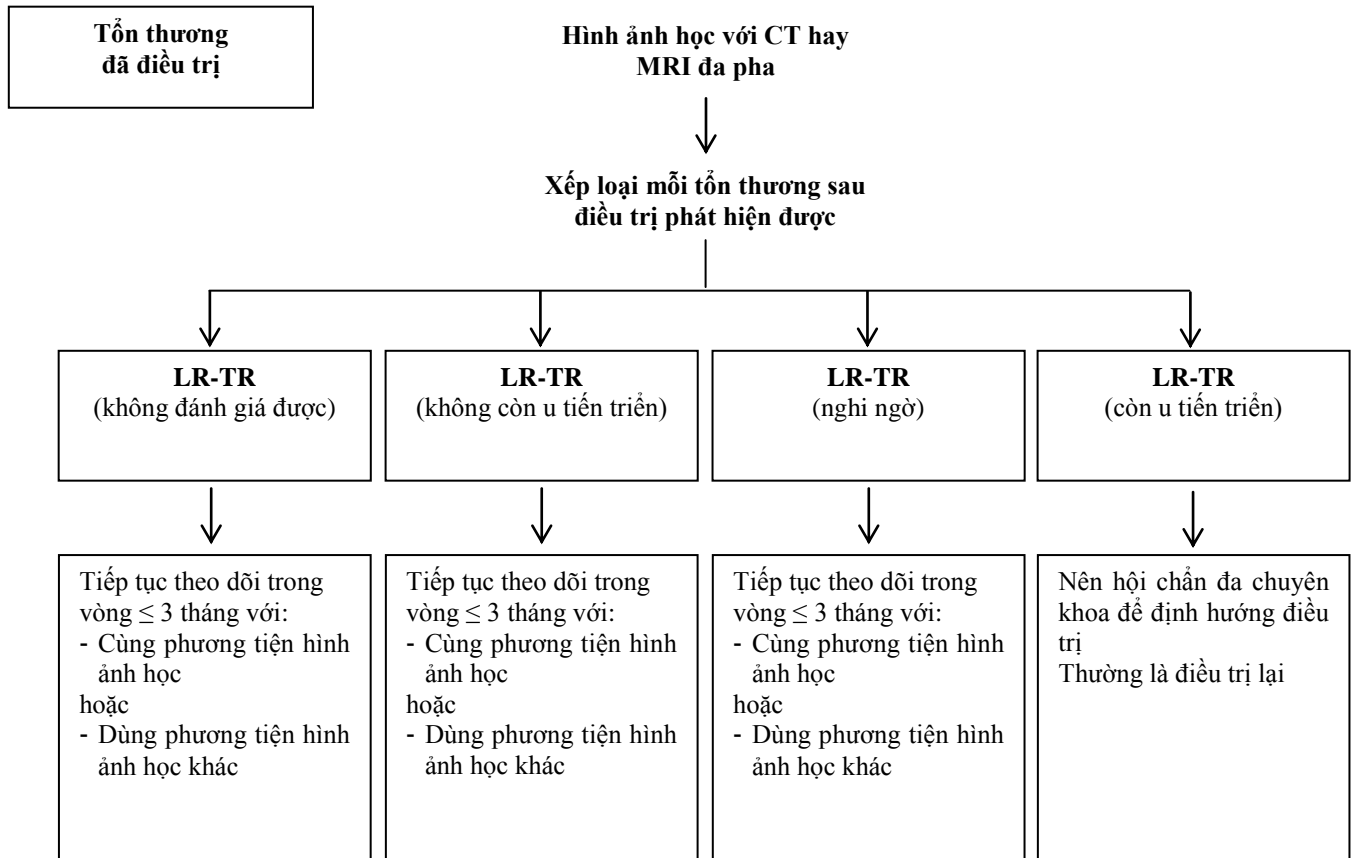 Tổn thương
đã điều trị
Hình ảnh học với CT hay
MRI đa pha
Xếp loại mỗi tổn thương sau
điều trị phát hiện được
LR-TR
(không đánh giá được)
LR-TR
(không còn u tiến triển)
LR-TR
(nghi ngờ)
LR-TR
(còn u tiến triển)
Tiếp tục theo dõi trong
vòng ≤ 3 tháng với:
- Cùng phương tiện hình
ảnh học
hoặc
- Dùng phương tiện hình
ảnh học khác
Tiếp tục theo dõi trong
vòng ≤ 3 tháng với:
- Cùng phương tiện hình
ảnh học
hoặc
- Dùng phương tiện hình
ảnh học khác
Tiếp tục theo dõi trong
vòng ≤ 3 tháng với:
- Cùng phương tiện hình
ảnh học
hoặc
- Dùng phương tiện hình
ảnh học khác
Nên hội chẩn đa chuyên
khoa để định hướng điều
trị
Thường là điều trị lại